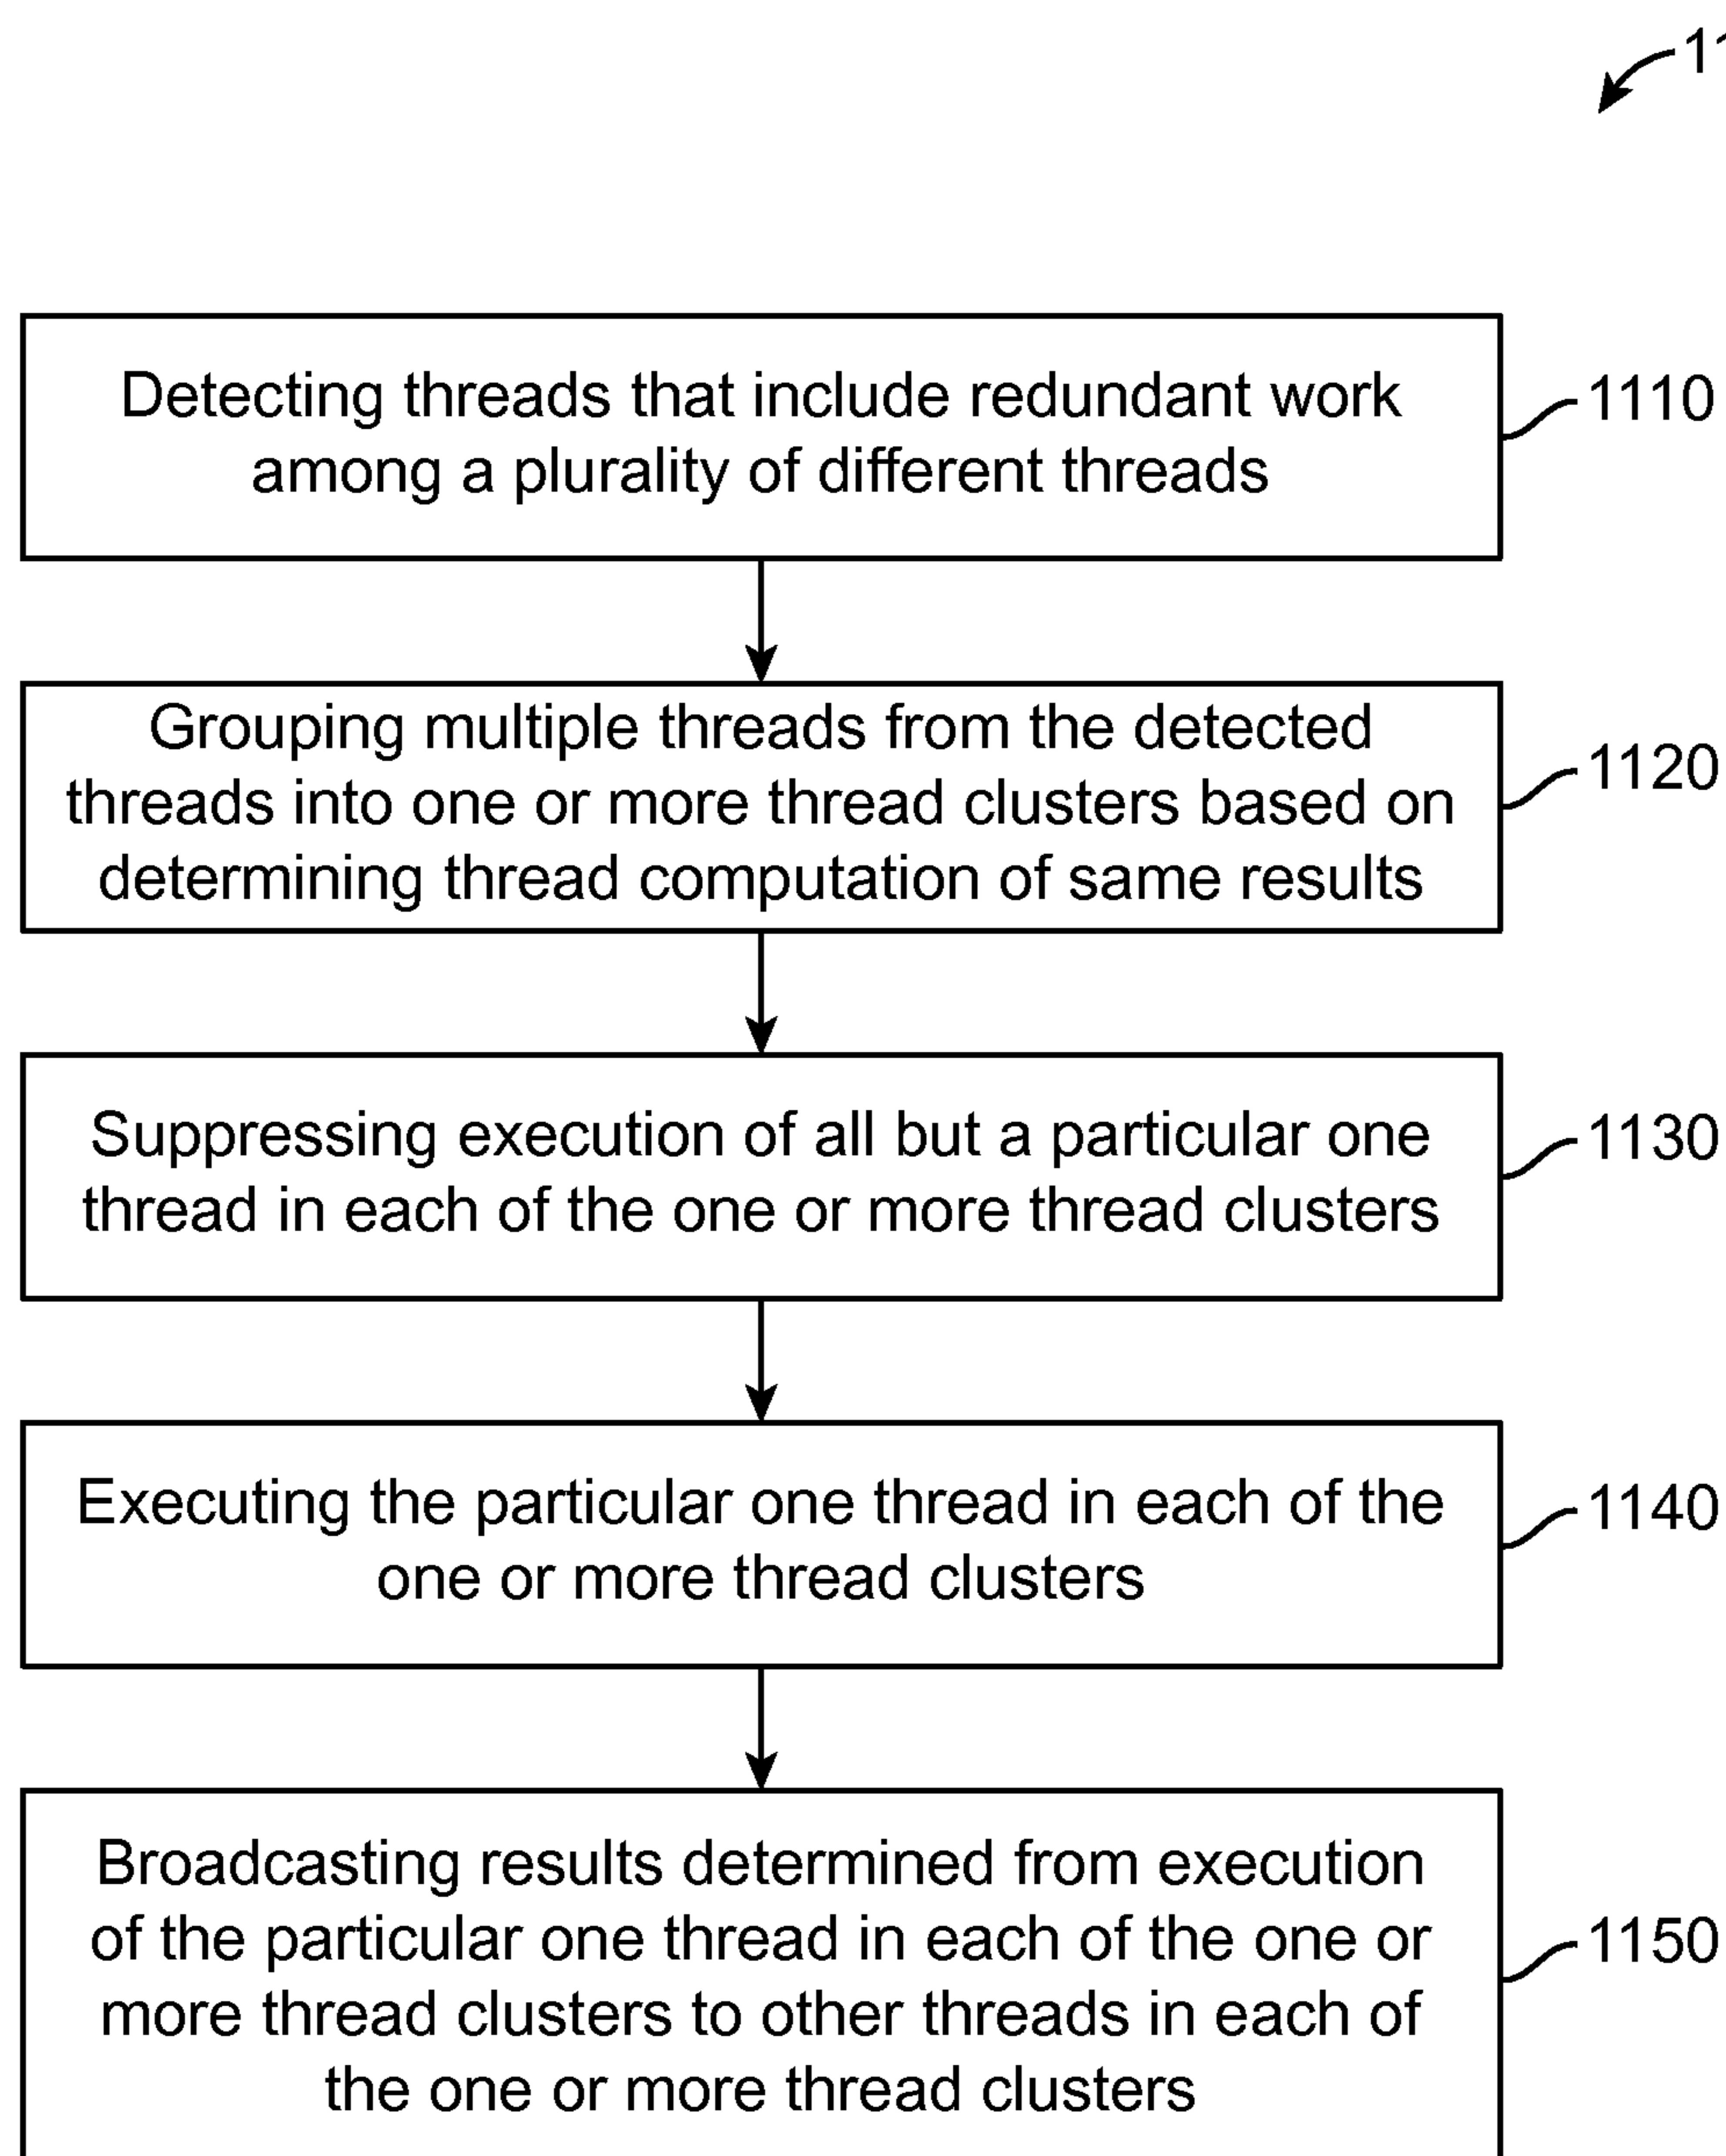 Detecting threads that include redundant work
among a plurality of different threads
1110
Grouping multiple threads from the detected
threads into one or more thread clusters based on
determining thread computation of same results
1120
Suppressing execution of all but a particular one
thread in each of the one or more thread clusters
1130
Executing the particular one thread in each of the
one or more thread clusters
1140
Broadcasting results determined from execution
of the particular one thread in each of the one or
more thread clusters to other threads in each of
the one or more thread clusters
1150